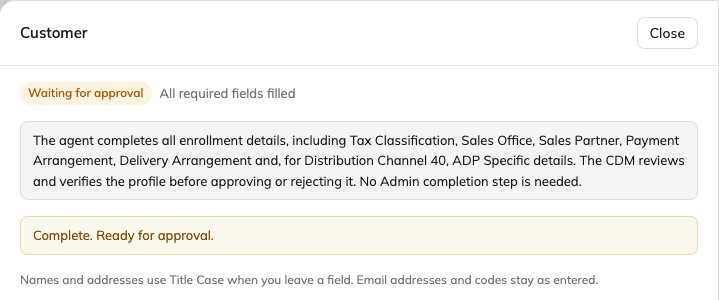 Customer
Close
Waiting for approval
All required fields filled
The agent completes all enrollment details, including Tax Classification, Sales Office, Sales Partner, Payment
Arrangement, Delivery Arrangement and, for Distribution Channel 40, ADP Specific details. The CDM reviews
and verifies the profile before approving or rejecting it. No Admin completion step is needed.
Complete. Ready for approval.
Names and addresses use Title Case when you leave a field. Email addresses and codes stay as entered.